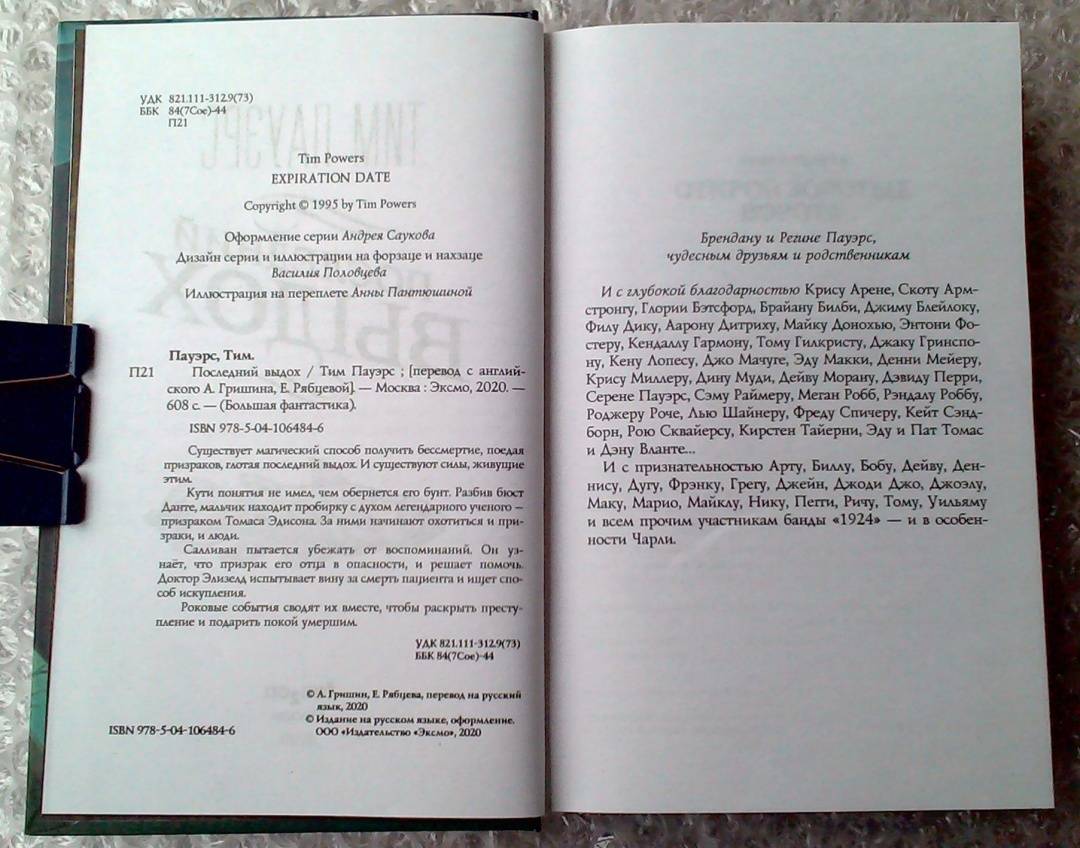 УДК 821.111-312.9(73)
ББК 84(7Сое)-44
П21
Tim Powers
EXPIRATION DATE
Copyright © 1995 by Tim Powers
Оформление серии Андрея Саукова
Дизайн серии и иллюстрации на форзаце и нахзаце
Василия Половцева
Иллюстрация на переплете Анны Пантюшиной
Пауэрс, Тим.
П21 Последний выдох / Тим Пауэрс ; [перевод с англий-
ского А. Гришина, Е. Рябцевой]. — Москва : Эксмо, 2020. —
608 с. — (Большая фантастика).
ISBN 978-5-04-106484-6
Существует магический способ получить бессмертие, поедая
призраков, глотая последний выдох. И существуют силы, живущие
этим.
Кути понятия не имел, чем обернется его бунт. Разбив бюст
Данте, мальчик находит пробирку с духом легендарного ученого —
призраком Томаса Эдисона. За ними начинают охотиться и при-
зраки, и люди.
Салливан пытается убежать от воспоминаний. Он уз-
наёт, что призрак его отца в опасности, и решает помочь.
Доктор Элизелд испытывает вину за смерть пациента и ищет спо-
соб искупления.
Роковые события сводят их вместе, чтобы раскрыть престу-
пление и подарить покой умершим.
УДК 821.111-312.9(73)
ББК 84(7Сое)-44
© А. Гришин, Е. Рябцева, перевод на русский
язык, 2020
© Издание на русском языке, оформление.
ООО «Издательство «Эксмо», 2020
ISBN 978-5-04-106484-6
Брендану и Регине Пауэрс,
чудесным друзьям и родственникам
И с глубокой благодарностью Крису Арене, Скоту Арм-
стронгу, Глории Бэтсфорд, Брайану Билби, Джиму Блейлоку,
Филу Дику, Аарону Дитриху, Майку Донохью, Энтони Фо-
стеру, Кендаллу Гармону, Тому Гилкристу, Джаку Гринспо-
ну, Кену Лопесу, Джо Мачуге, Эду Макки, Денни Мейеру,
Крису Миллеру, Дину Муди, Дейву Морану, Дэвиду Перри,
Серене Пауэрс, Сэму Раймеру, Меган Робб, Рэндалу Роббу,
Роджеру Роче, Лью Шайнеру, Фреду Спичеру, Кейт Сэнд-
борн, Рою Сквайерсу, Кирстен Тайерни, Эду и Пат Томас
и Дэну Вланте...
И с признательностью Арту, Биллу, Бобу, Дейву, Ден-
нису, Дугу, Фрэнку, Грегу, Джейн, Джоди Джо, Джоэлу,
Маку, Марио, Майклу, Нику, Пегги, Ричу, Тому, Уильяму
и всем прочим участникам банды «1924» — и в особен-
ности Чарли.